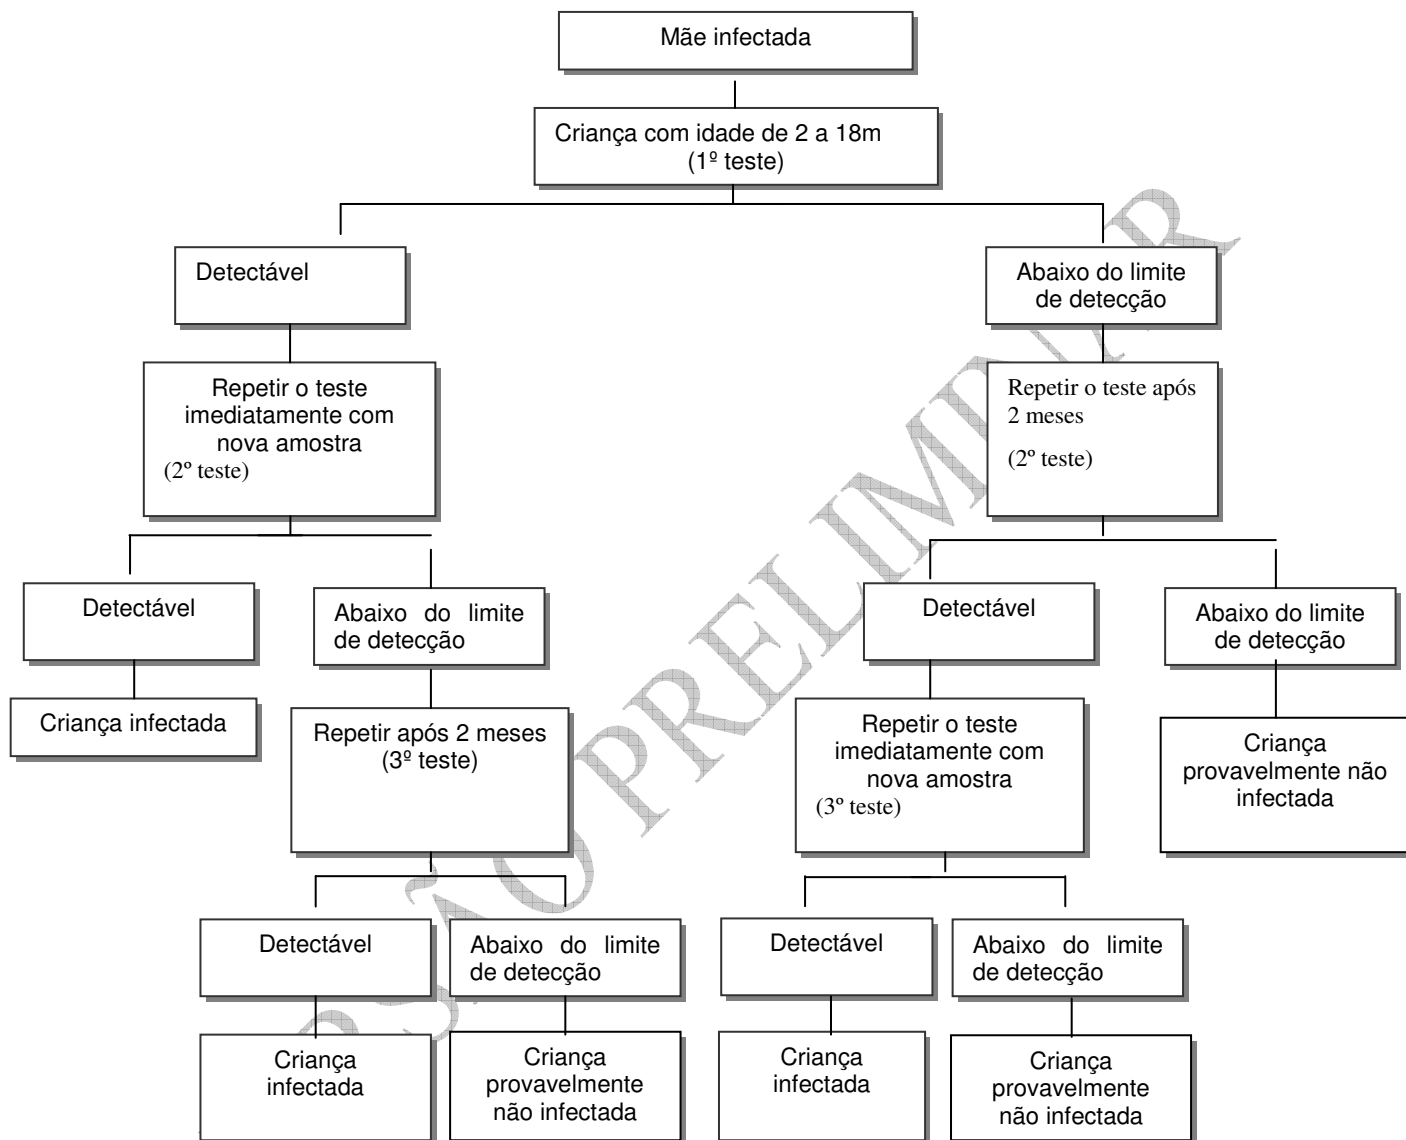 Mãe infectada
Criança com idade de 2 a 18m
(1º teste)
Detectável
Abaixo do limite
de detecção
Repetir o teste
imediatamente com
nova amostra
(2º teste)
Repetir o teste após
2 meses
(2º teste)
Detectável
Abaixo do limite
de detecção
Detectável
Abaixo do limite
de detecção
Criança infectada
Repetir após 2 meses
(3º teste)
Repetir o teste
imediatamente com
nova amostra
(3º teste)
Criança
provavelmente não
infectada
Detectável
Abaixo do limite
de detecção
Detectável
Abaixo do limite
de detecção
Criança
infectada
Criança
provavelmente
não infectada
Criança
infectada
Criança
provavelmente
não infectada